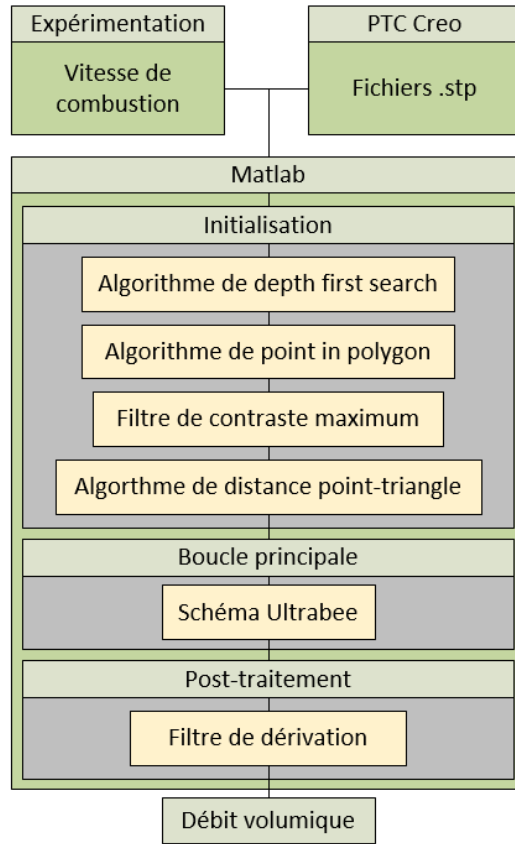 Expérimentation
Vitesse de
combustion
PTC Creo
Fichiers .stp
Matlab
Initialisation
Algorithme de depth first search
Algorithme de point in polygon
Filtre de contraste maximum
Algorthme de distance point-triangle
Boucle principale
Schéma Ultrabee
Post-traitement
Filtre de dérivation
Débit volumique